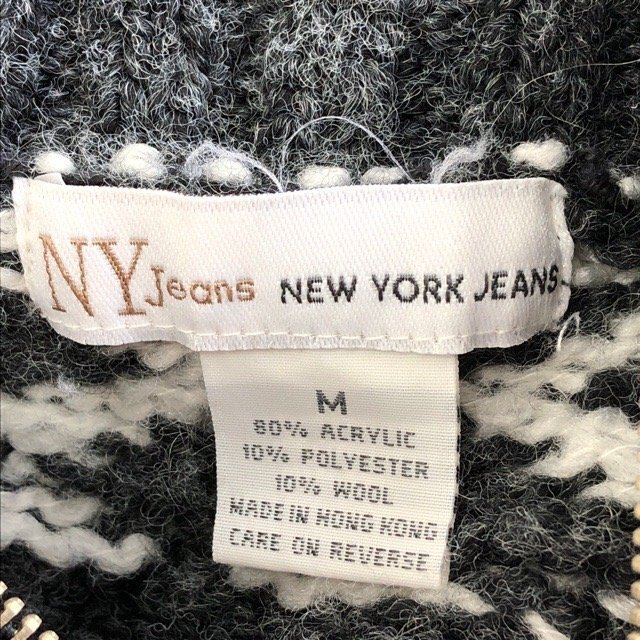 NY Jeans NEW YORK JEANS
M
80% ACRYLIC
10% POLYESTER
10% WOOL
MADE IN HONG KONG
CARE ON REVERSE